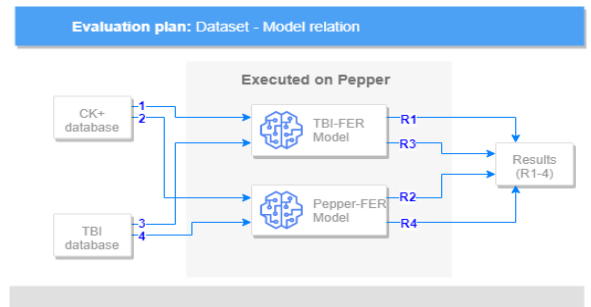 Evaluation plan: Dataset - Model relation
Executed on Pepper
CK+
database
1
2
TBI-FER
Model
R1
R3
Results
(R1-4)
Pepper-FER
Model
R2
R4
TBI
database
3
4